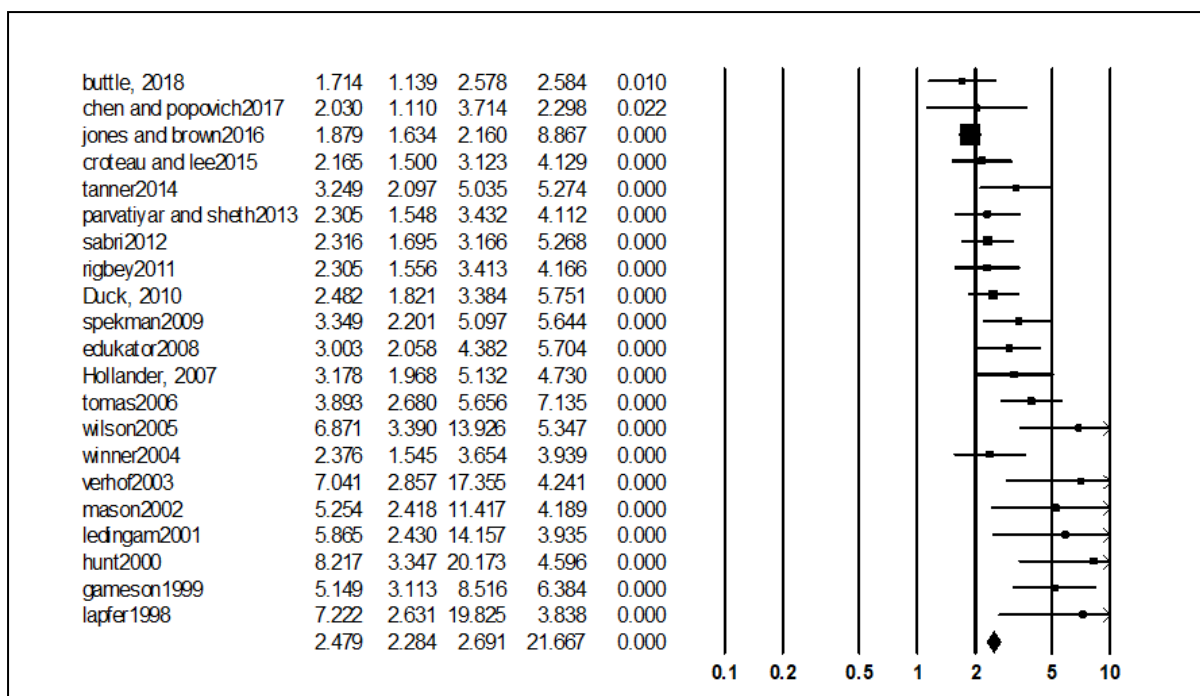 buttle, 2018 1.714 1.139 2.578 2.584 0.010
chen and popovich2017 2.030 1.110 3.714 2.298 0.022
jones and brown2016 1.879 1.634 2.160 8.867 0.000
croteau and lee2015 2.165 1.500 3.123 4.129 0.000
tanner2014 3.249 2.097 5.035 5.274 0.000
parvatiyar and sheth2013 2.305 1.548 3.432 4.112 0.000
sabri2012 2.316 1.695 3.166 5.268 0.000
rigbey2011 2.305 1.556 3.413 4.166 0.000
Duck, 2010 2.482 1.821 3.384 5.751 0.000
spekman2009 3.349 2.201 5.097 5.644 0.000
edukator2008 3.003 2.058 4.382 5.704 0.000
Hollander, 2007 3.178 1.968 5.132 4.730 0.000
tomas2006 3.893 2.680 5.656 7.135 0.000
wilson2005 6.871 3.390 13.926 5.347 0.000
winner2004 2.376 1.545 3.654 3.939 0.000
verhof2003 7.041 2.857 17.355 4.241 0.000
mason2002 5.254 2.418 11.417 4.189 0.000
ledingam2001 5.865 2.430 14.157 3.935 0.000
hunt2000 8.217 3.347 20.173 4.596 0.000
gameson1999 5.149 3.113 8.516 6.384 0.000
lapfer1998 7.222 2.631 19.825 3.838 0.000
2.479 2.284 2.691 21.667 0.000
0.1 0.2 0.5 1 2 5 10